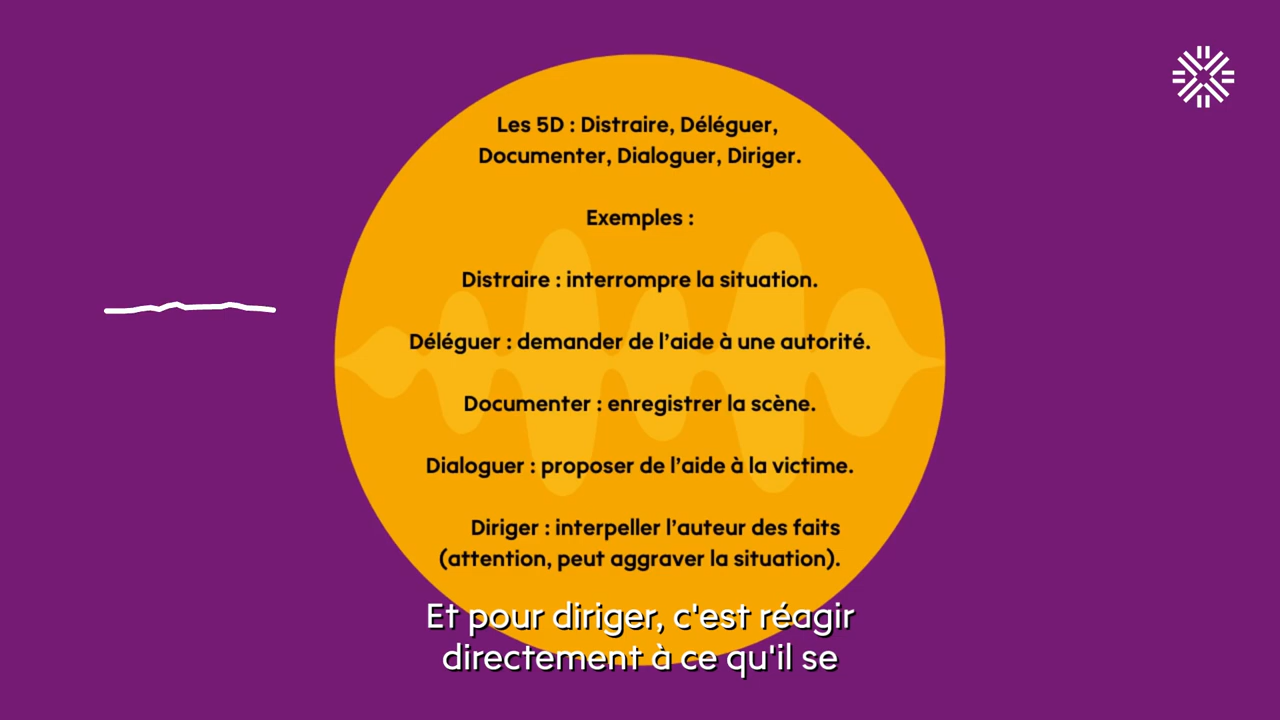 Les 5D : Distraire, Déléguer,
Documenter, Dialoguer, Diriger.
Exemples :
Distraire : interrompre la situation.
Déléguer : demander de l’aide à une autorité.
Documenter : enregistrer la scène.
Dialoguer : proposer de l’aide à la victime.
Diriger : interpeller l’auteur des faits
(attention, peut aggraver la situation).
Et pour diriger, c'est réagir
directement à ce qu'il se